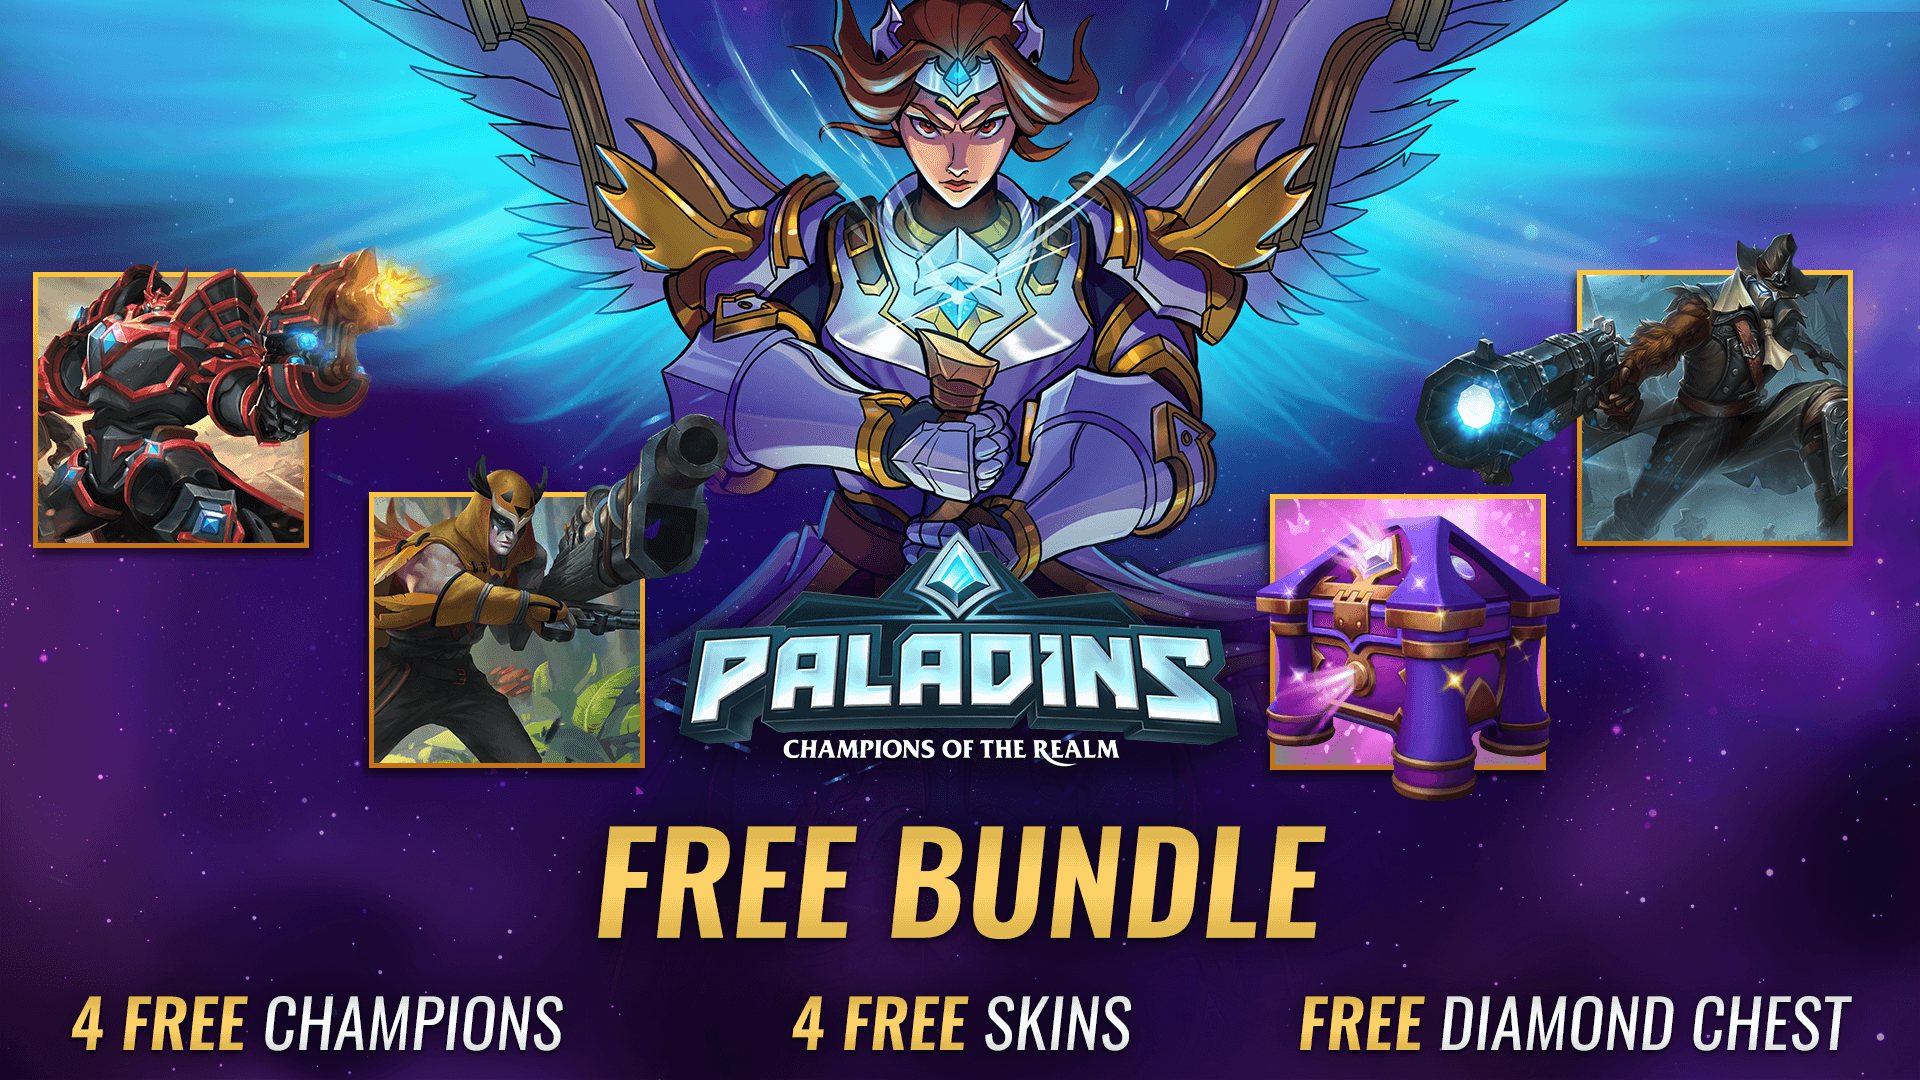 PALADINS
CHAMPIONS OF THE REALM
FREE BUNDLE
4 FREE CHAMPIONS
4 FREE SKINS
FREE DIAMOND CHEST